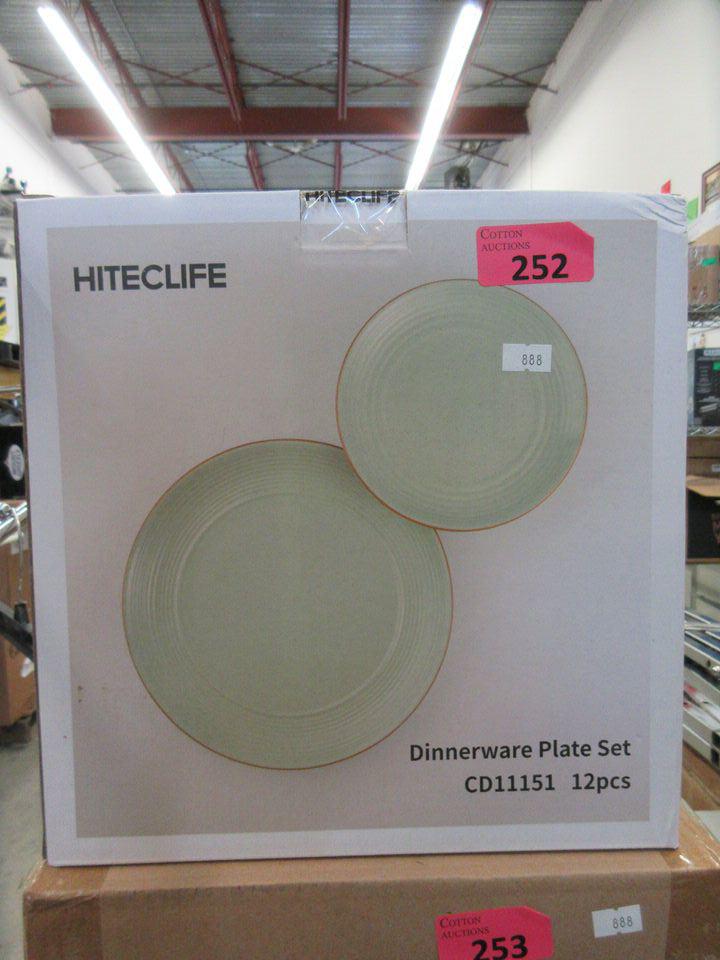 HITECLIFE
COTTON
AUCTIONS
252
HITECLIFE
888
Dinnerware Plate Set
CD11151 12pcs
COTTON
AUCTIONS
253
888